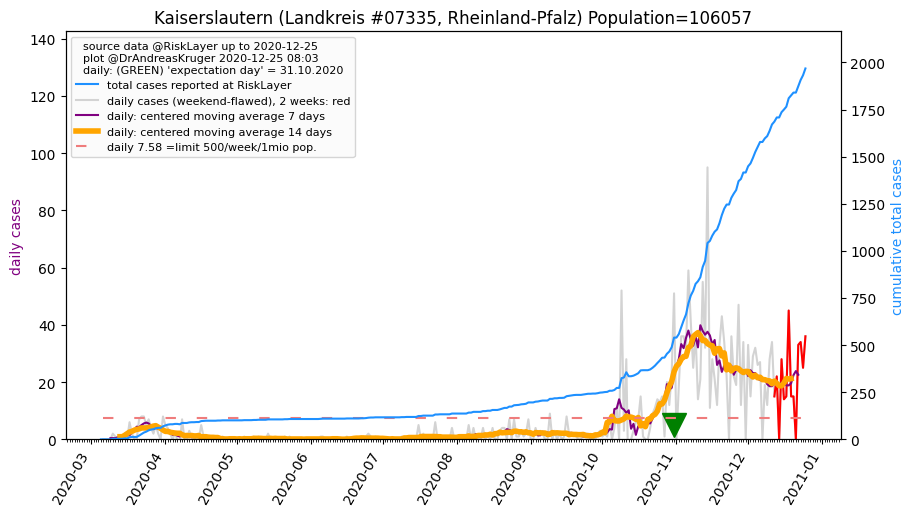 Kaiserslautern (Landkreis #07335, Rheinland-Pfalz) Population=106057
source data @RiskLayer up to 2020-12-25
plot @DrAndreasKruger 2020-12-25 08:03
daily: (GREEN) 'expectation day' = 31.10.2020
total cases reported at RiskLayer
daily cases (weekend-flawed), 2 weeks: red
daily: centered moving average 7 days
daily: centered moving average 14 days
daily 7.58 =limit 500/week/1mio pop.
daily cases
140
120
100
80
60
40
20
0
cumulative total cases
2000
1750
1500
1250
1000
750
500
250
0
2020-03
2020-04
2020-05
2020-06
2020-07
2020-08
2020-09
2020-10
2020-11
2020-12
2021-01